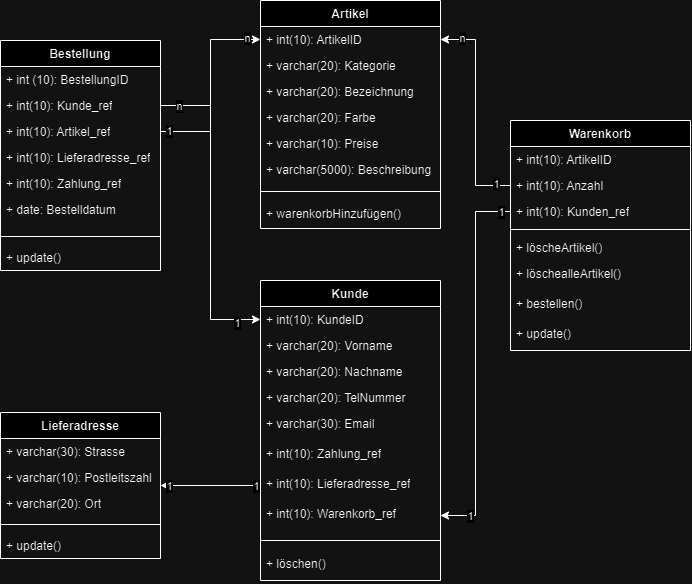 Bestellung
+ int (10): BestellungID
+ int(10): Kunde_ref
+ int(10): Artikel_ref
+ int(10): Lieferadresse_ref
+ int(10): Zahlung_ref
+ date: Bestelldatum
+ update()
n
1
n
1
Artikel
+ int(10): ArtikelID
+ varchar(20): Kategorie
+ varchar(20): Bezeichnung
+ varchar(20): Farbe
+ varchar(10): Preise
+ varchar(5000): Beschreibung
+ warenkorbHinzufügen()
n
1
1
1
Warenkorb
+ int(10): ArtikelID
+ int(10): Anzahl
+ int(10): Kunden_ref
+ löscheArtikel()
+ löschealleArtikel()
+ bestellen()
+ update()
Kunde
+ int(10): KundeID
+ varchar(20): Vorname
+ varchar(20): Nachname
+ varchar(20): TelNummer
+ varchar(30): Email
+ int(10): Zahlung_ref
+ int(10): Lieferadresse_ref
+ int(10): Warenkorb_ref
+ löschen()
1
1
Lieferadresse
+ varchar(30): Strasse
+ varchar(10): Postleitszahl
+ varchar(20): Ort
+ update()